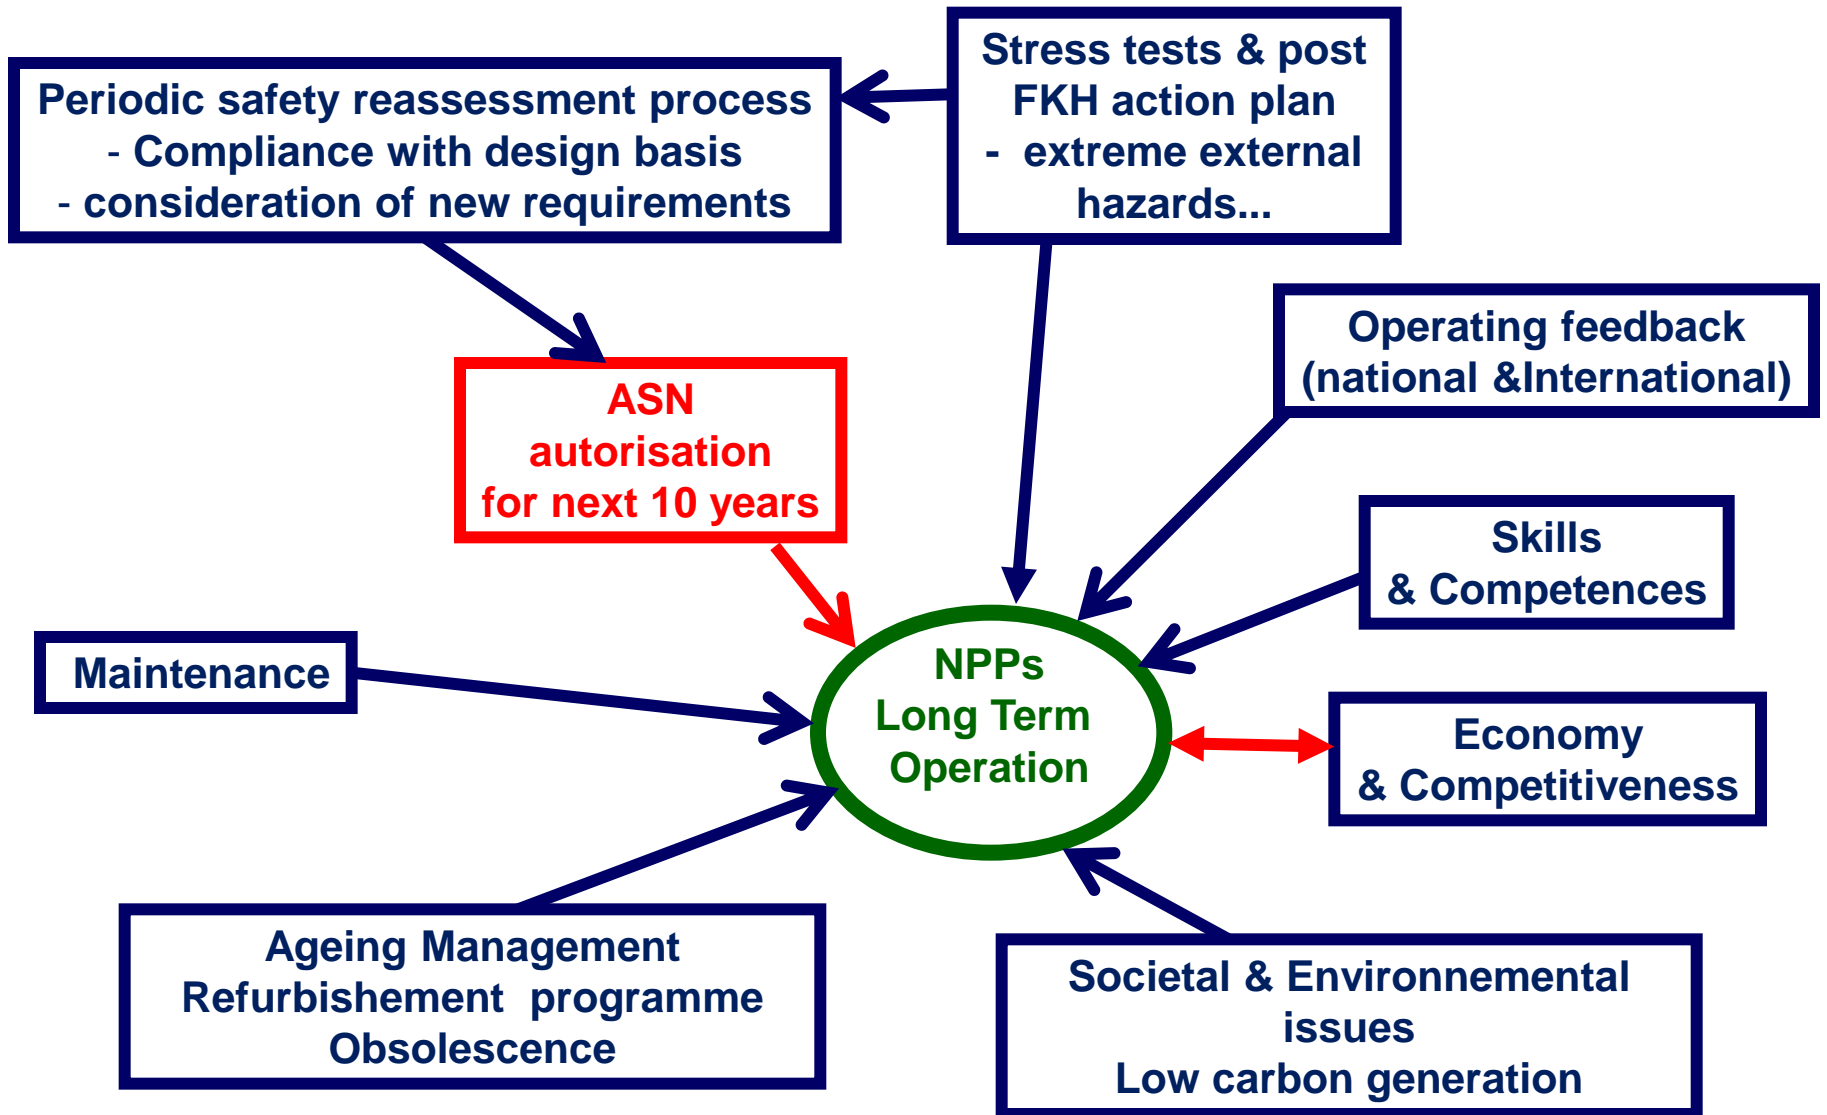 Periodic safety reassessment process
- Compliance with design basis
- consideration of new requirements
Stress tests & post
FKH action plan
- extreme external
hazards...
Operating feedback
(national &International)
ASN
autorisation
for next 10 years
Skills
& Competences
Maintenance
NPPs
Long Term
Operation
Economy
& Competitiveness
Ageing Management
Refurbishement programme
Obsolescence
Societal & Environnemental
issues
Low carbon generation